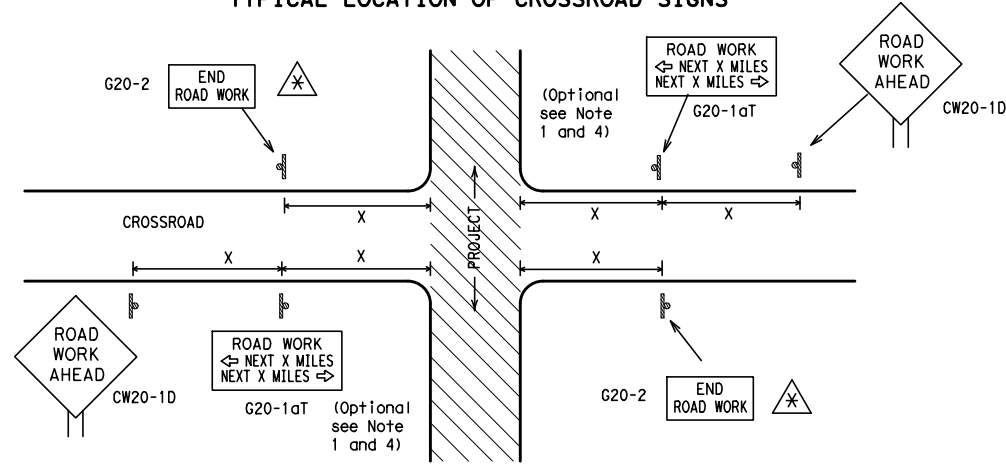 TYPICAL LOCATION OF CROSSROAD SIGNS
G20-2
END
ROAD WORK
(Optional
see Note
1 and 4)
ROAD WORK
⇦ NEXT X MILES
NEXT X MILES ⇨
G20-1aT
ROAD
WORK
AHEAD
CW20-1D
X
X
X
CROSSROAD
PROJECT
X
X
X
ROAD
WORK
AHEAD
CW20-1D
ROAD WORK
⇦ NEXT X MILES
NEXT X MILES ⇨
G20-1aT
(Optional
see Note
1 and 4)
G20-2
END
ROAD WORK